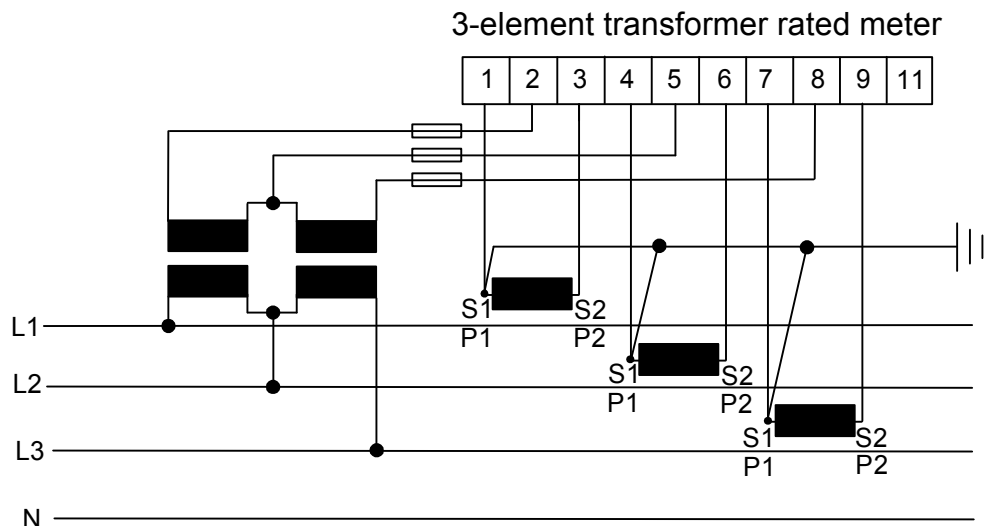 3-element transformer rated meter
1 2 3 4 5 6 7 8 9 11
S1 S2
L1
P1 P2
S1 S2
L2
P1 P2
S1 S2
L3
P1 P2
N